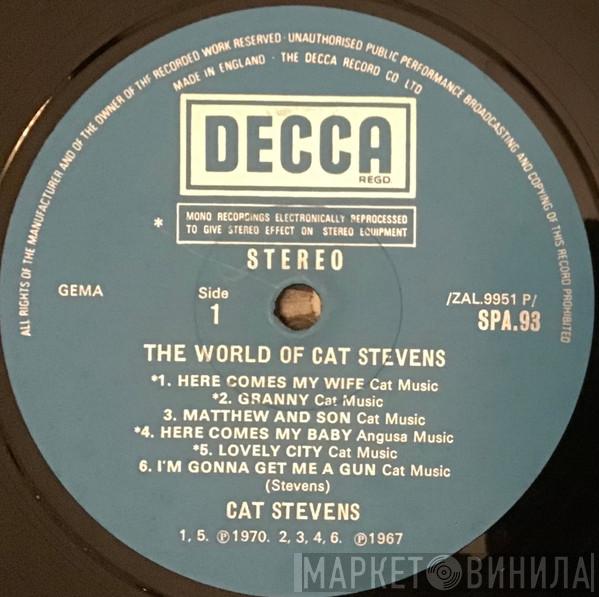 ALL RIGHTS OF THE MANUFACTURER AND OF THE OWNER OF THE RECORDED WORK RESERVED · UNAUTHORISED PUBLIC PERFORMANCE BROADCASTING AND COPYING OF THIS RECORD PROHIBITED
MADE IN ENGLAND · THE DECCA RECORD CO LTD
DECCA
REGD.
* MONO RECORDINGS ELECTRONICALLY REPROCESSED
TO GIVE STEREO EFFECT ON STEREO EQUIPMENT
STEREO
GEMA
Side
1
/ZAL.9951 P/
SPA.93
THE WORLD OF CAT STEVENS
*1. HERE COMES MY WIFE Cat Music
*2. GRANNY Cat Music
3. MATTHEW AND SON Cat Music
*4. HERE COMES MY BABY Angusa Music
*5. LOVELY CITY Cat Music
6. I'M GONNA GET ME A GUN Cat Music
(Stevens)
CAT STEVENS
1, 5. ℗1970. 2, 3, 4, 6. ℗1967
МАРКЕТ ВИНИЛА